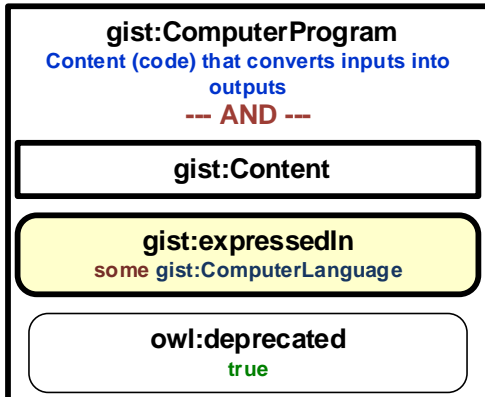 gist:ComputerProgram
Content (code) that converts inputs into
outputs
--- AND ---
gist:Content
gist:expressedIn
some gist:ComputerLanguage
owl:deprecated
true